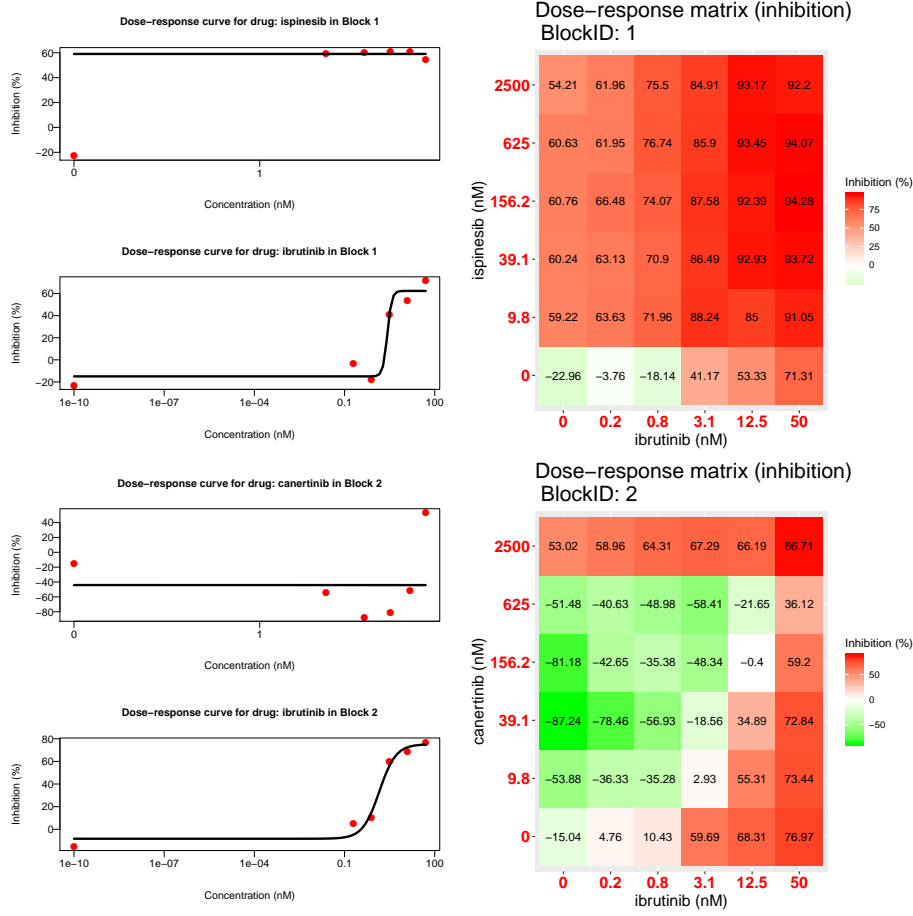 Dose-response curve for drug: ispinesib in Block 1
60
40
20
0
−20
Inhibition (%)
0
1
Concentration (nM)
Dose-response curve for drug: ibrutinib in Block 1
60
40
20
0
−20
Inhibition (%)
1e−10
1e−07
1e−04
0.1
100
Concentration (nM)
Dose-response curve for drug: canertinib in Block 2
40
20
0
−20
−40
−60
−80
Inhibition (%)
0
1
Concentration (nM)
Dose-response curve for drug: ibrutinib in Block 2
80
60
40
20
0
Inhibition (%)
1e−10
1e−07
1e−04
0.1
100
Concentration (nM)
Dose−response matrix (inhibition)
BlockID: 1
ispinesib (nM)
2500 54.21 61.96 75.5 84.91 93.17 92.2
625 60.63 61.95 76.74 85.9 93.45 94.07
156.2 60.76 66.48 74.07 87.58 92.39 94.28
39.1 60.24 63.13 70.9 86.49 92.93 93.72
9.8 59.22 63.63 71.96 88.24 85 91.05
0 −22.96 −3.76 −18.14 41.17 53.33 71.31
0 0.2 0.8 3.1 12.5 50
ibrutinib (nM)
Inhibition (%)
75
50
25
0
Dose−response matrix (inhibition)
BlockID: 2
canertinib (nM)
2500 53.02 58.96 64.31 67.29 66.19 86.71
625 −51.48 −40.63 −48.98 −58.41 −21.65 36.12
156.2 −81.18 −42.65 −35.38 −48.34 −0.4 59.2
39.1 −87.24 −78.46 −56.93 −18.56 34.89 72.84
9.8 −53.88 −36.33 −35.28 2.93 55.31 73.44
0 −15.04 4.76 10.43 59.69 68.31 76.97
0 0.2 0.8 3.1 12.5 50
ibrutinib (nM)
Inhibition (%)
50
0
−50